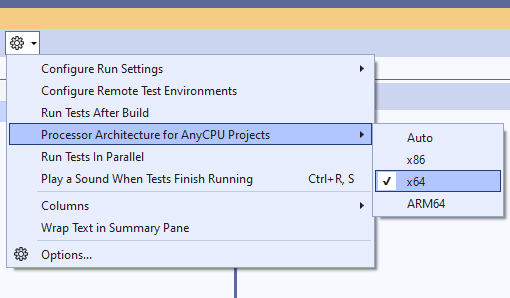 Configure Run Settings
Configure Remote Test Environments
Run Tests After Build
Processor Architecture for AnyCPU Projects
Run Tests In Parallel
Play a Sound When Tests Finish Running Ctrl+R, S
Columns
Wrap Text in Summary Pane
Options...
Auto
x86
x64
ARM64